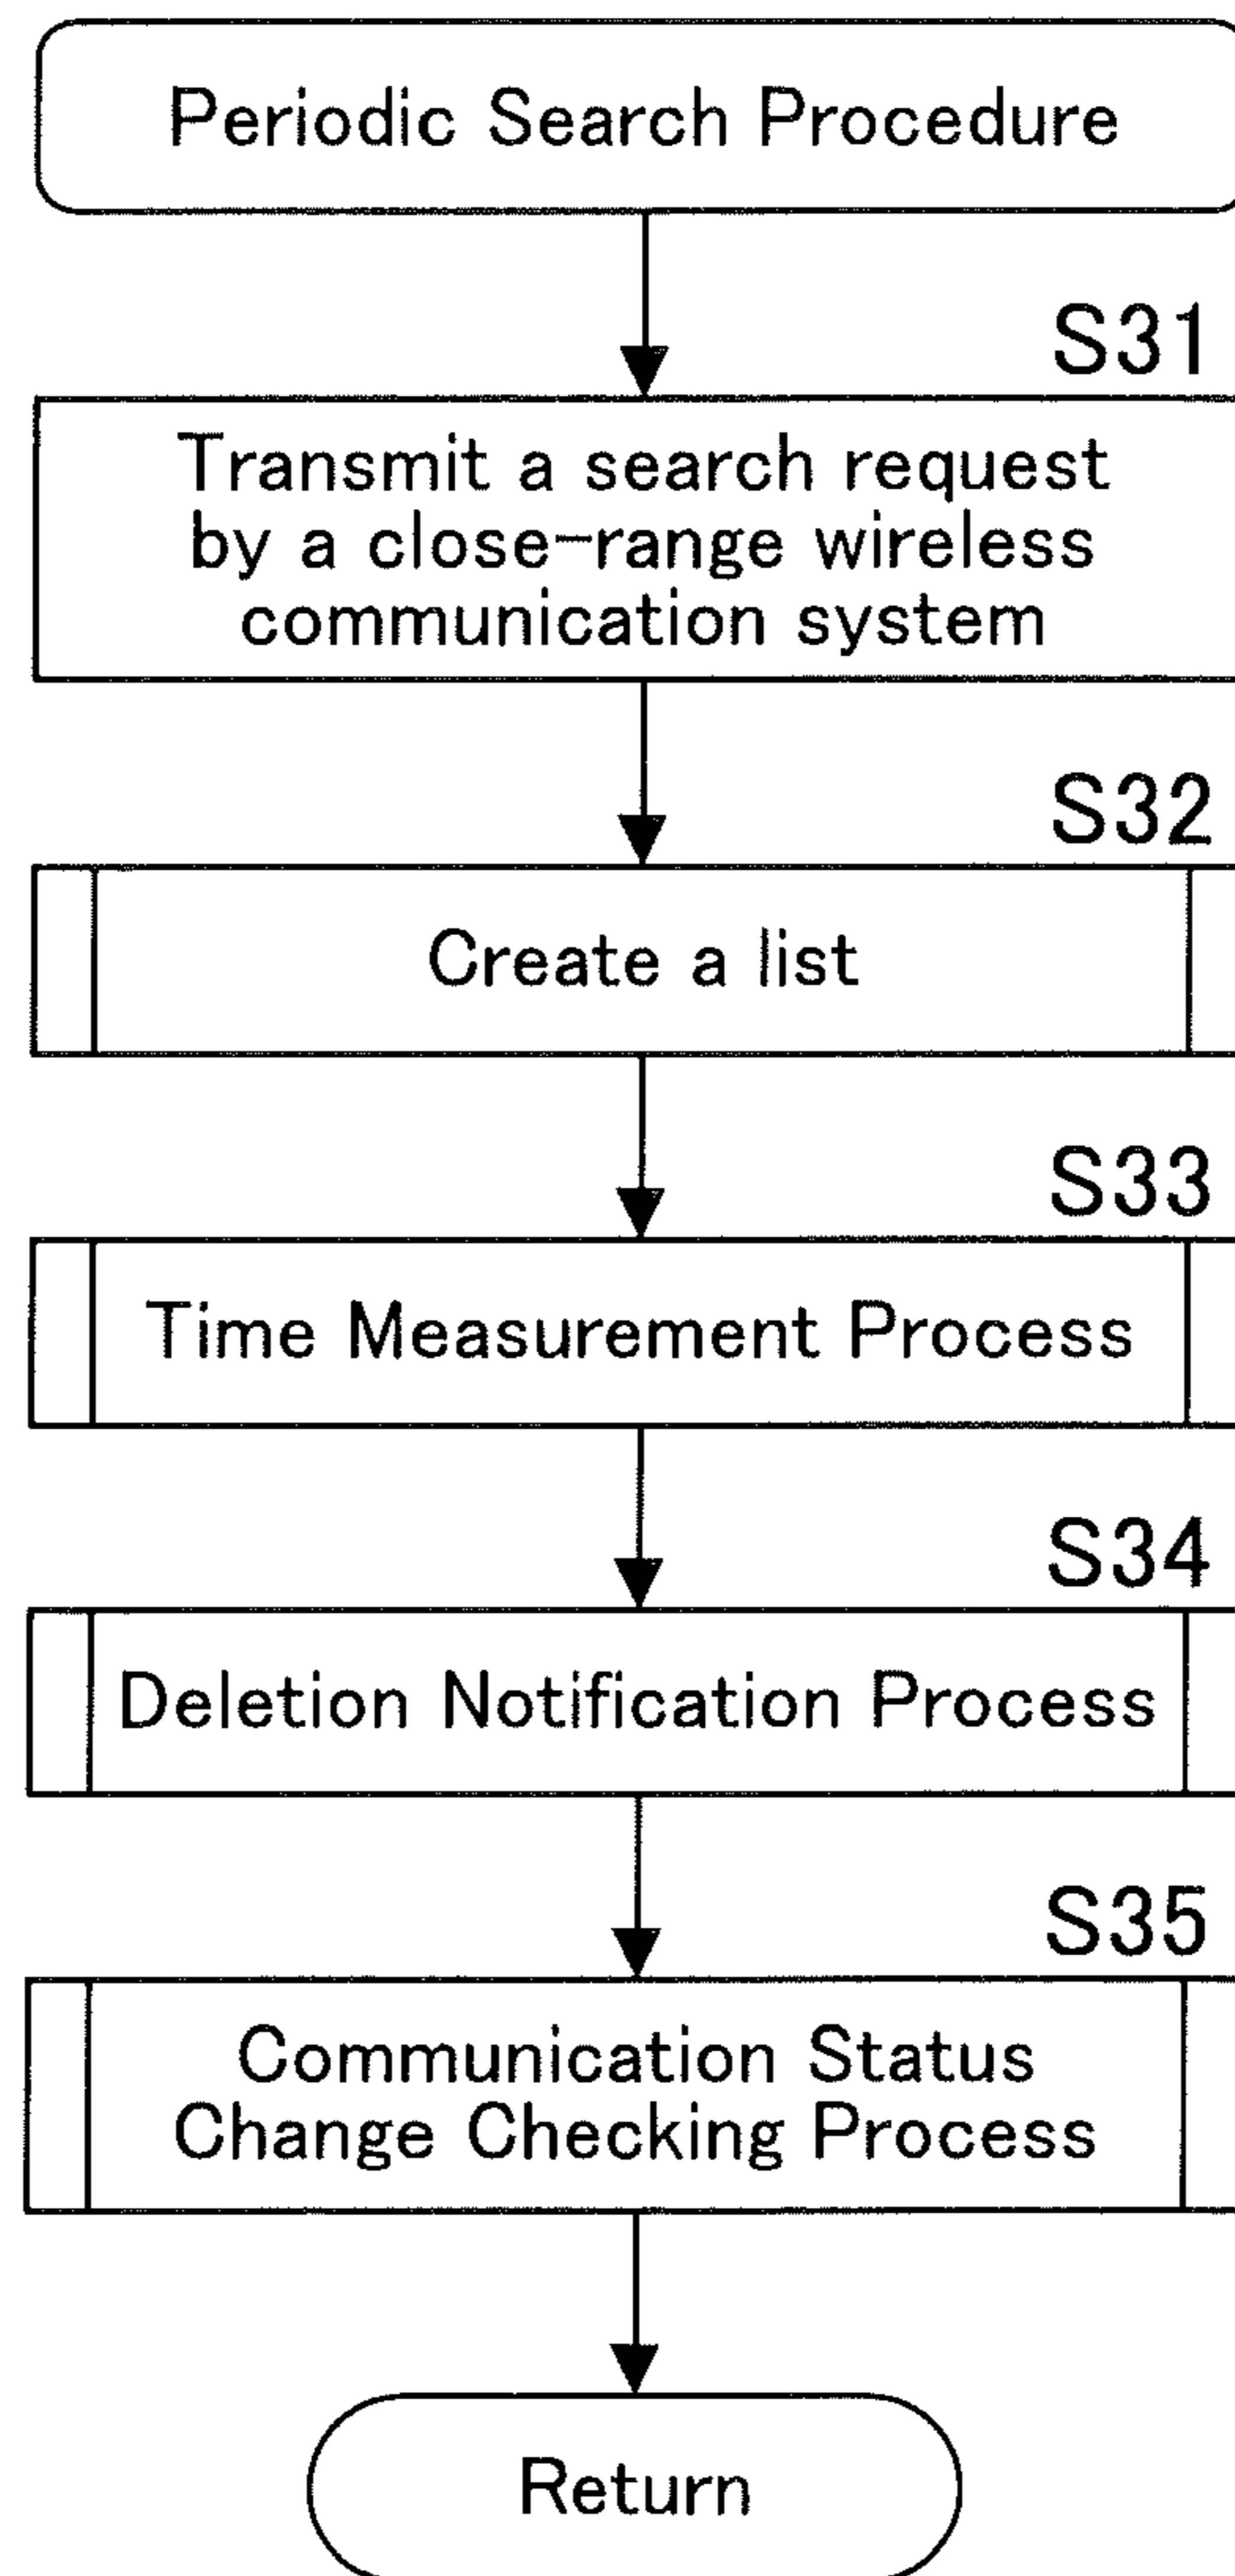 Periodic Search Procedure
S31
Transmit a search request
by a close-range wireless
communication system
S32
Create a list
S33
Time Measurement Process
S34
Deletion Notification Process
S35
Communication Status
Change Checking Process
Return